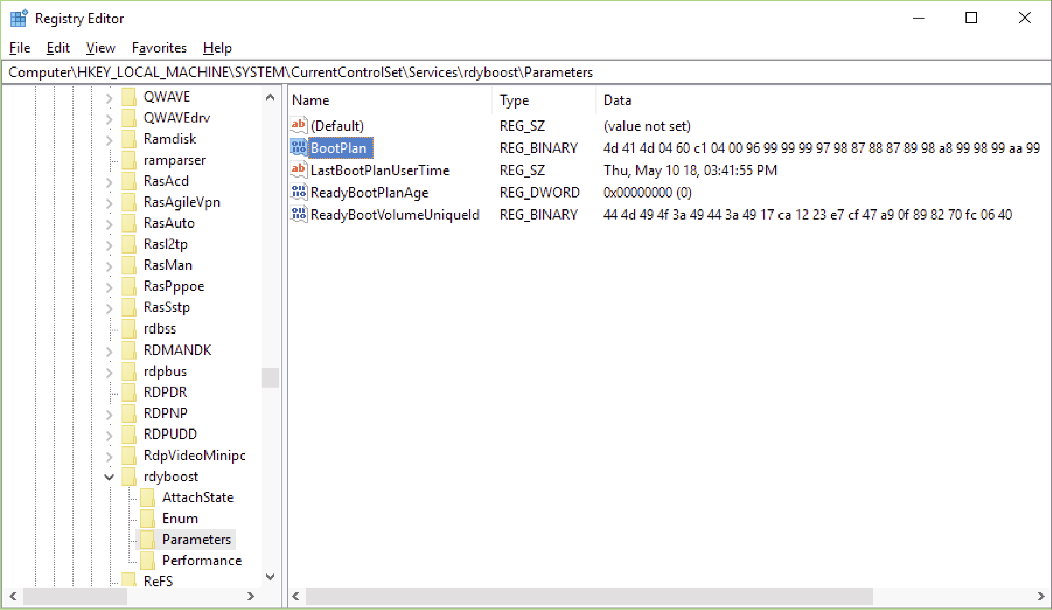 Registry Editor
File Edit View Favorites Help
Computer\HKEY_LOCAL_MACHINE\SYSTEM\CurrentControlSet\Services\rdyboost\Parameters
QWAVE
QWAVEdrv
Ramdisk
ramparser
RasAcd
RasAgileVpn
RasAuto
Rasl2tp
RasMan
RasPppoe
RasSstp
rdbss
RDMANDK
rdpbus
RDPDR
RDPNP
RDPUDD
RdpVideoMinipc
rdyboost
AttachState
Enum
Parameters
Performance
ReFS
Name Type Data
ab (Default) REG_SZ (value not set)
BootPlan REG_BINARY 4d 41 4d 04 60 c1 04 00 96 99 99 99 97 98 87 88 87 89 98 a8 99 98 99 aa 99
ab LastBootPlanUserTime REG_SZ Thu, May 10 18, 03:41:55 PM
ReadyBootPlanAge REG_DWORD 0x00000000 (0)
ReadyBootVolumeUniqueId REG_BINARY 44 4d 49 4f 3a 49 44 3a 49 17 ca 12 23 e7 cf 47 a9 0f 89 82 70 fc 06 40